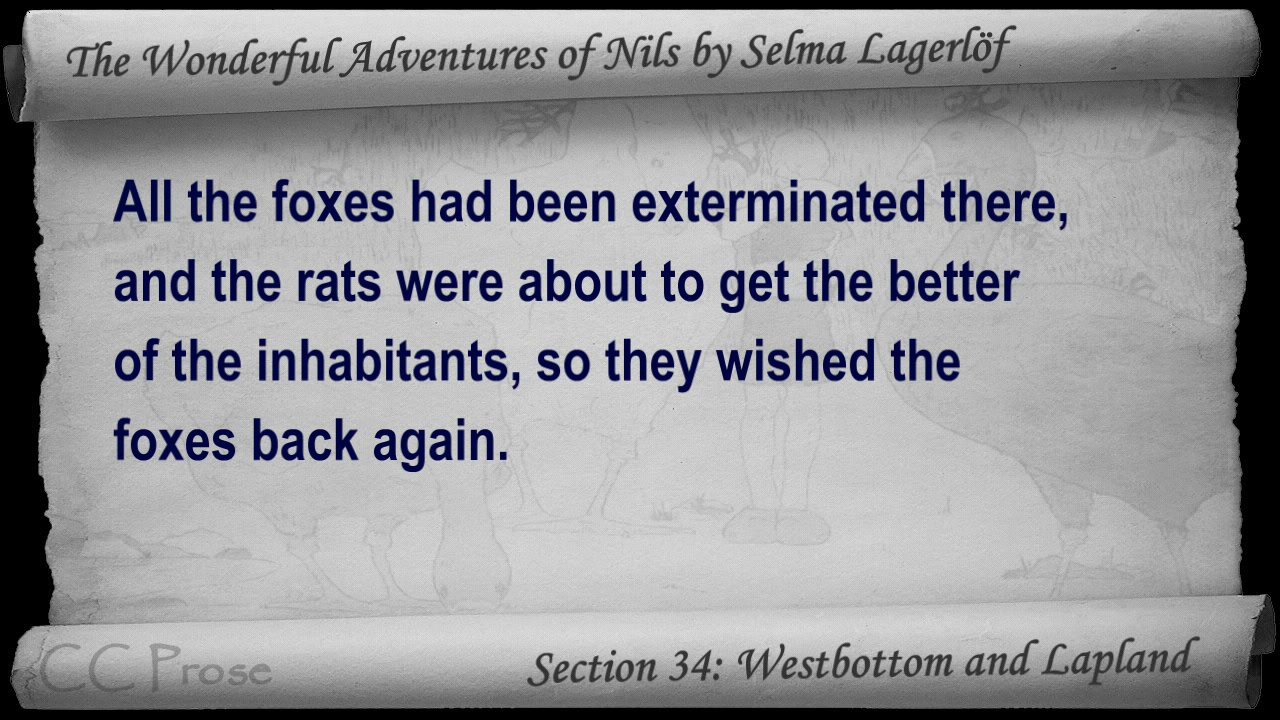 The Wonderful Adventures of Nils by Selma Lagerlöf
All the foxes had been exterminated there,
and the rats were about to get the better
of the inhabitants, so they wished the
foxes back again.
CC Prose
Section 34: Westbottom and Lapland